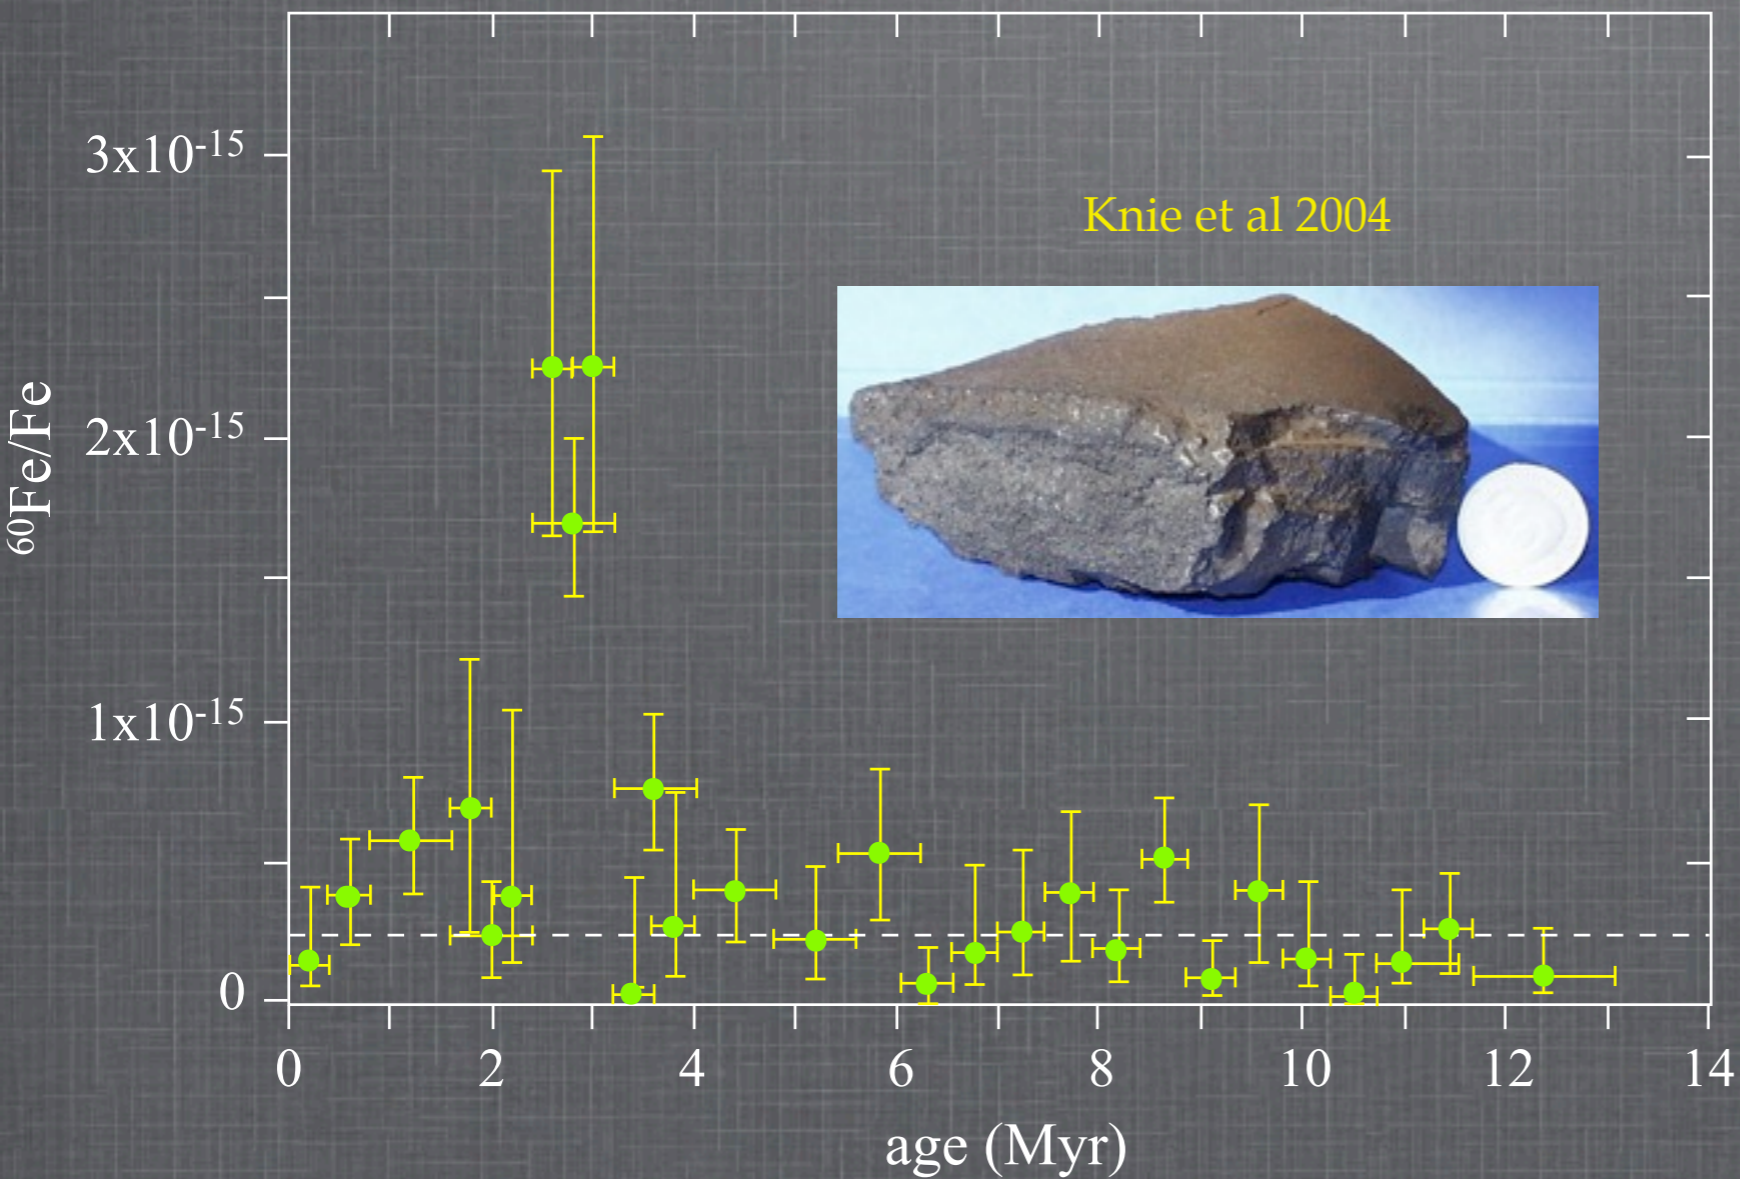 3x10⁻¹⁵
Knie et al 2004
2x10⁻¹⁵
⁶⁰Fe/Fe
1x10⁻¹⁵
0
0 2 4 6 8 10 12 14
age (Myr)